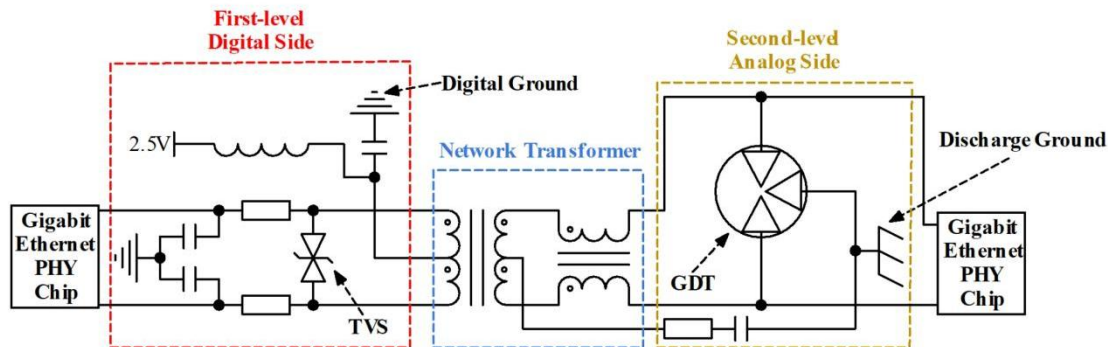 First-level
Digital Side
Second-level
Analog Side
Digital Ground
2.5V
Discharge Ground
Network Transformer
Gigabit
Ethernet
PHY
Chip
Gigabit
Ethernet
PHY
Chip
GDT
TVS